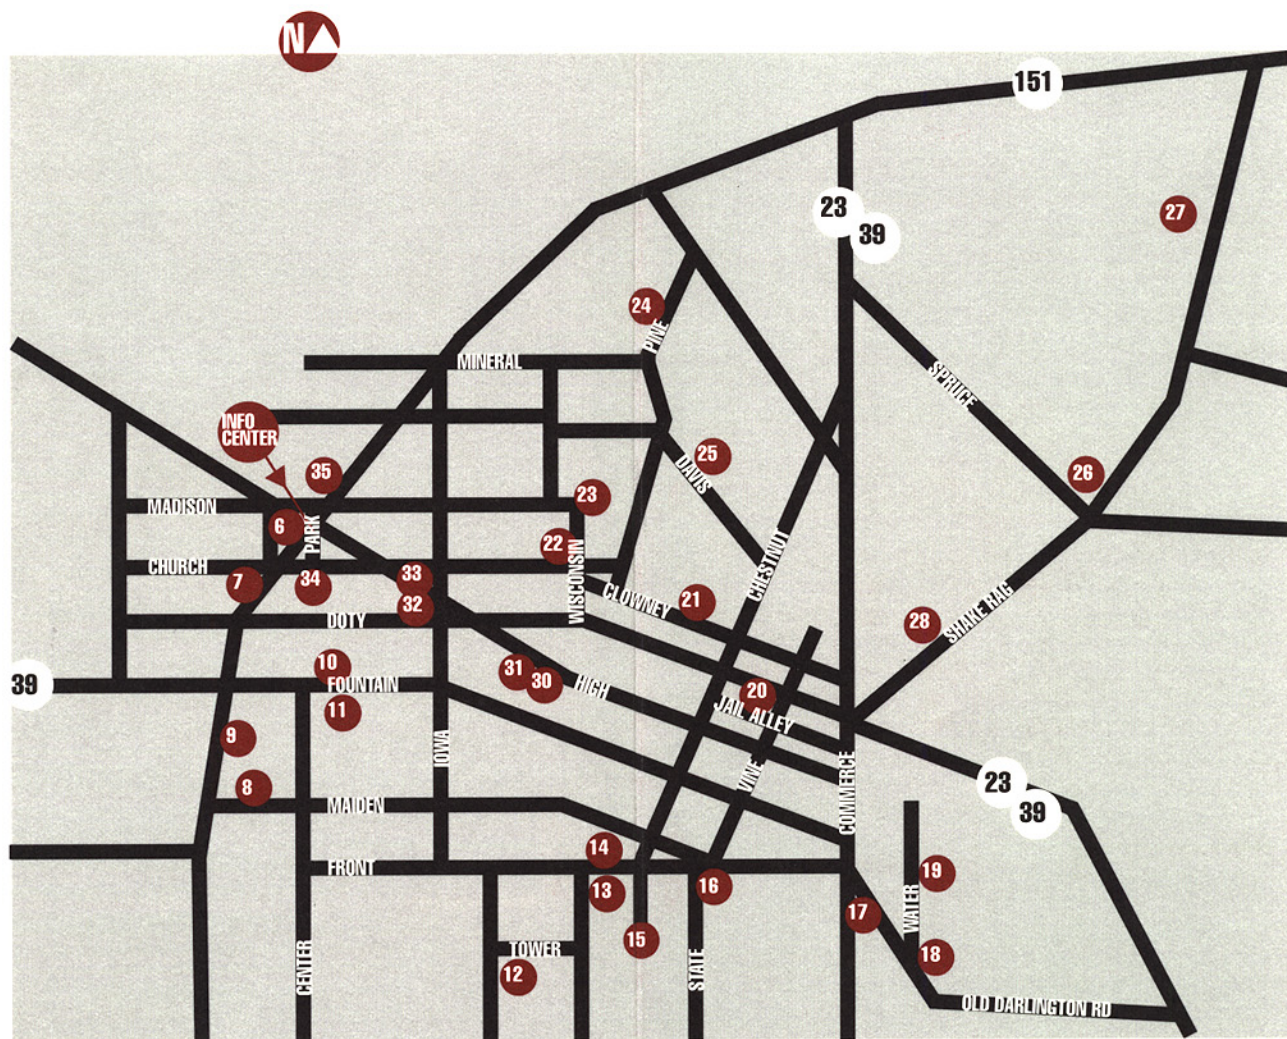 N
151
23
39
27
24
PINE
MINERAL
SPRUCE
INFO
CENTER
35
25
DAVIS
26
23
MADISON
6
PARK
22
WISCONSIN
CHESTNUT
CHURCH
7
34
33
32
CLOWNEY
21
28
SHAKE RAG
DOTY
10
31
30
HIGH
20
JAIL ALLEY
39
FOUNTAIN
11
9
IOWA
VINE
COMMERCE
23
39
8
MAIDEN
14
FRONT
13
16
19
17
WATER
15
18
TOWER
12
CENTER
STATE
OLD DARLINGTON RD